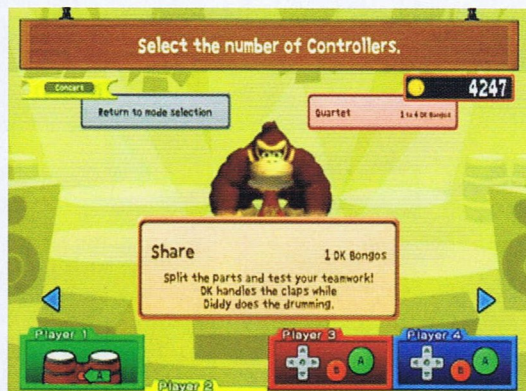 Select the number of Controllers.
Concert
4247
Return to mode selection
Quartet 1 to 4 DK Bongos
Share 1 DK Bongos
Split the parts and test your teamwork!
DK handles the claps while
Diddy does the drumming.
Player 1
A
Player 2
Player 3
B A
Player 4
B A